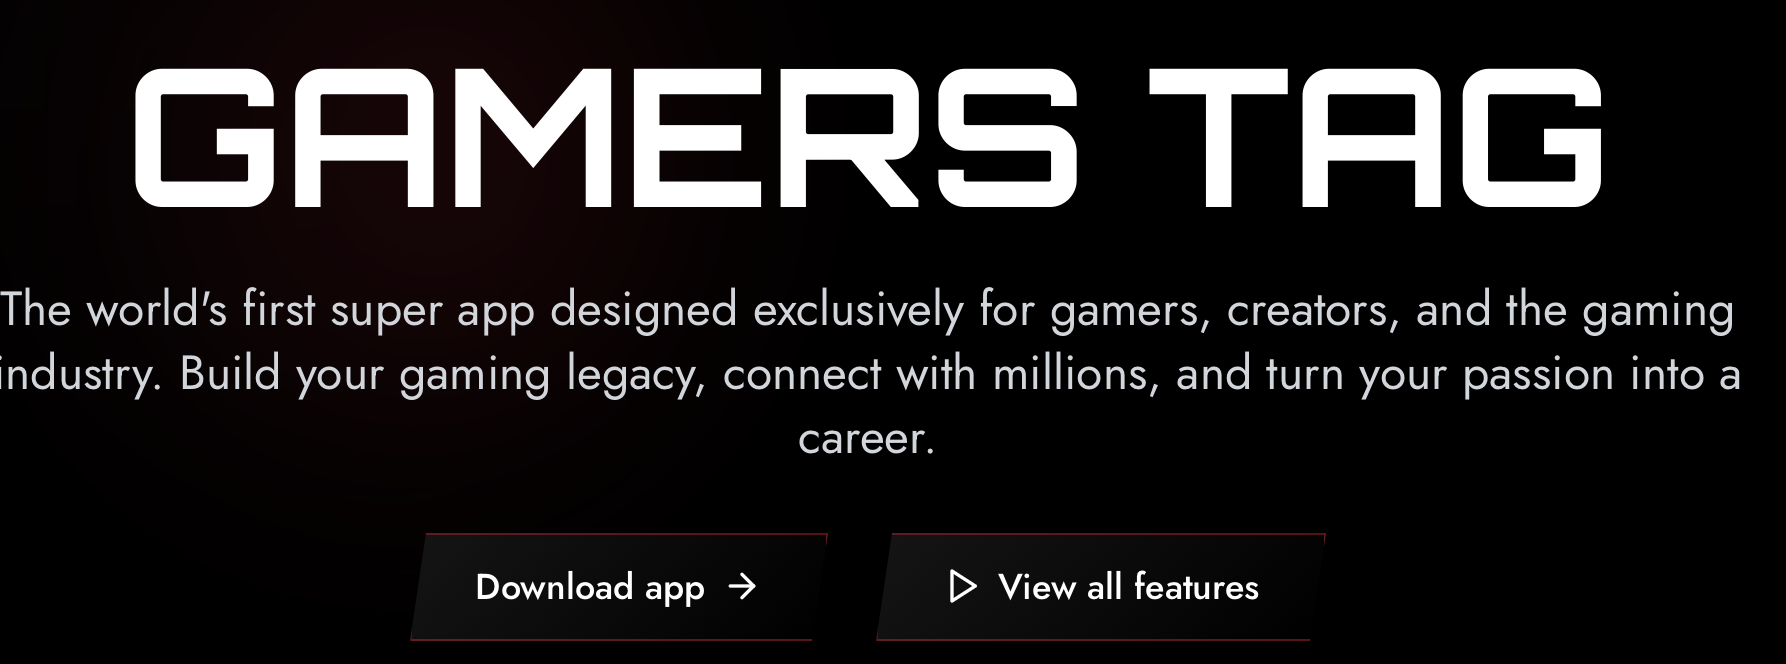 GAMERS TAG
The world's first super app designed exclusively for gamers, creators, and the gaming
industry. Build your gaming legacy, connect with millions, and turn your passion into a
career.
Download app
View all features